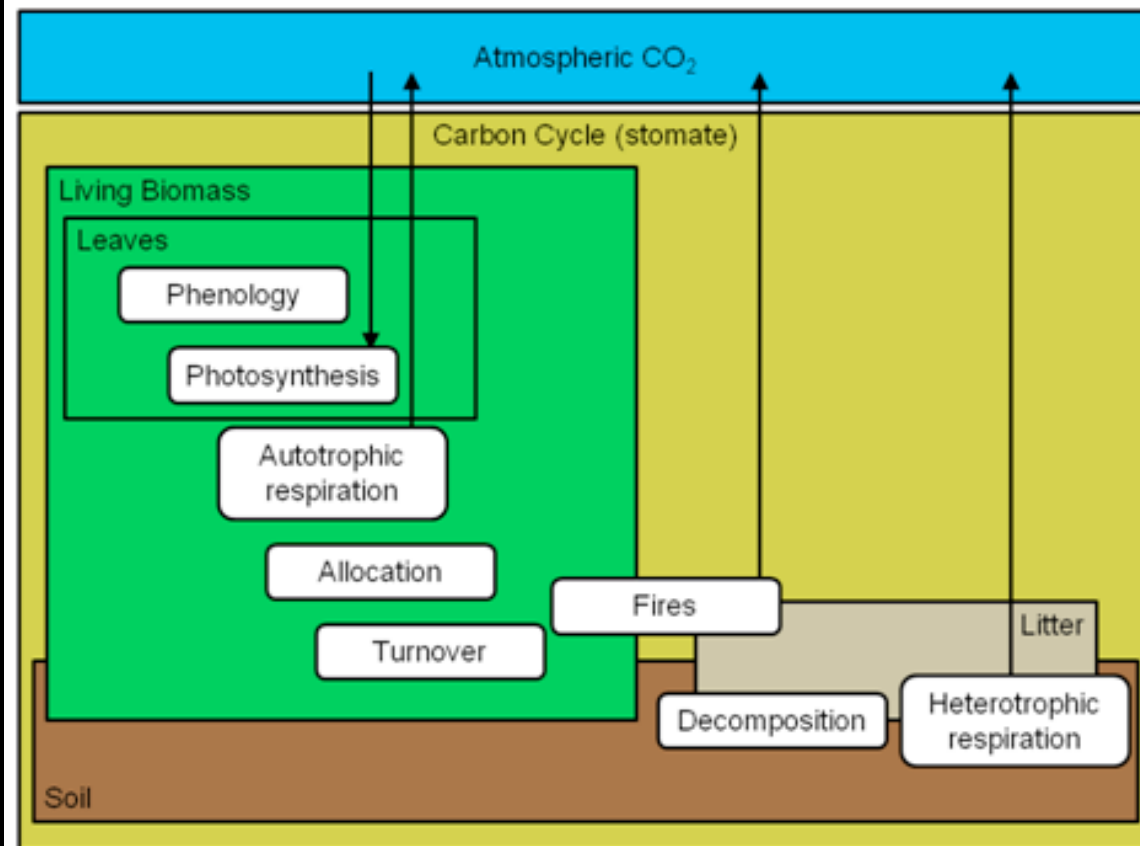 Atmospheric CO₂
Carbon Cycle (stomate)
Living Biomass
Leaves
Phenology
Photosynthesis
Autotrophic
respiration
Allocation
Fires
Turnover
Litter
Decomposition
Heterotrophic
respiration
Soil